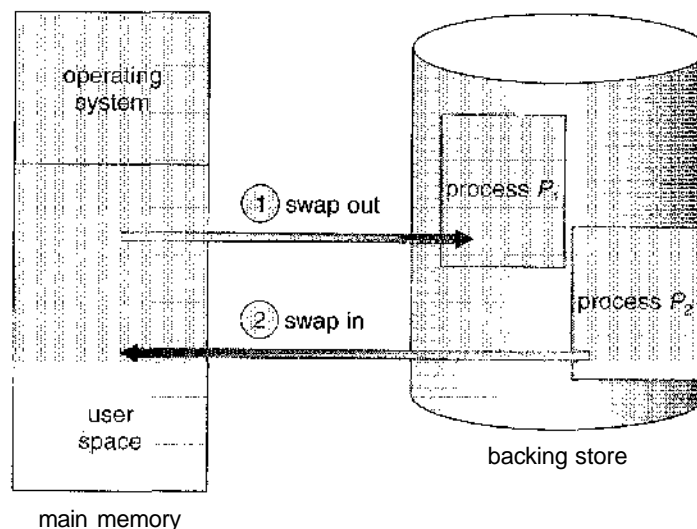 operating
system
process P₁
① swap out
process P₂
② swap in
user
space
backing store
main memory